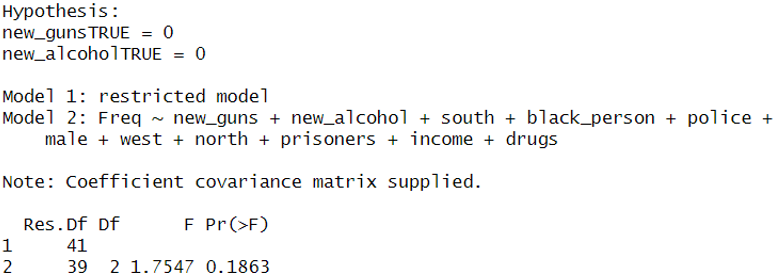 Hypothesis:
new_gunsTRUE = 0
new_alcoholTRUE = 0
Model 1: restricted model
Model 2: Freq ~ new_guns + new_alcohol + south + black_person + police +
male + west + north + prisoners + income + drugs
Note: Coefficient covariance matrix supplied.
Res.Df Df F Pr(>F)
1 41
2 39 2 1.7547 0.1863